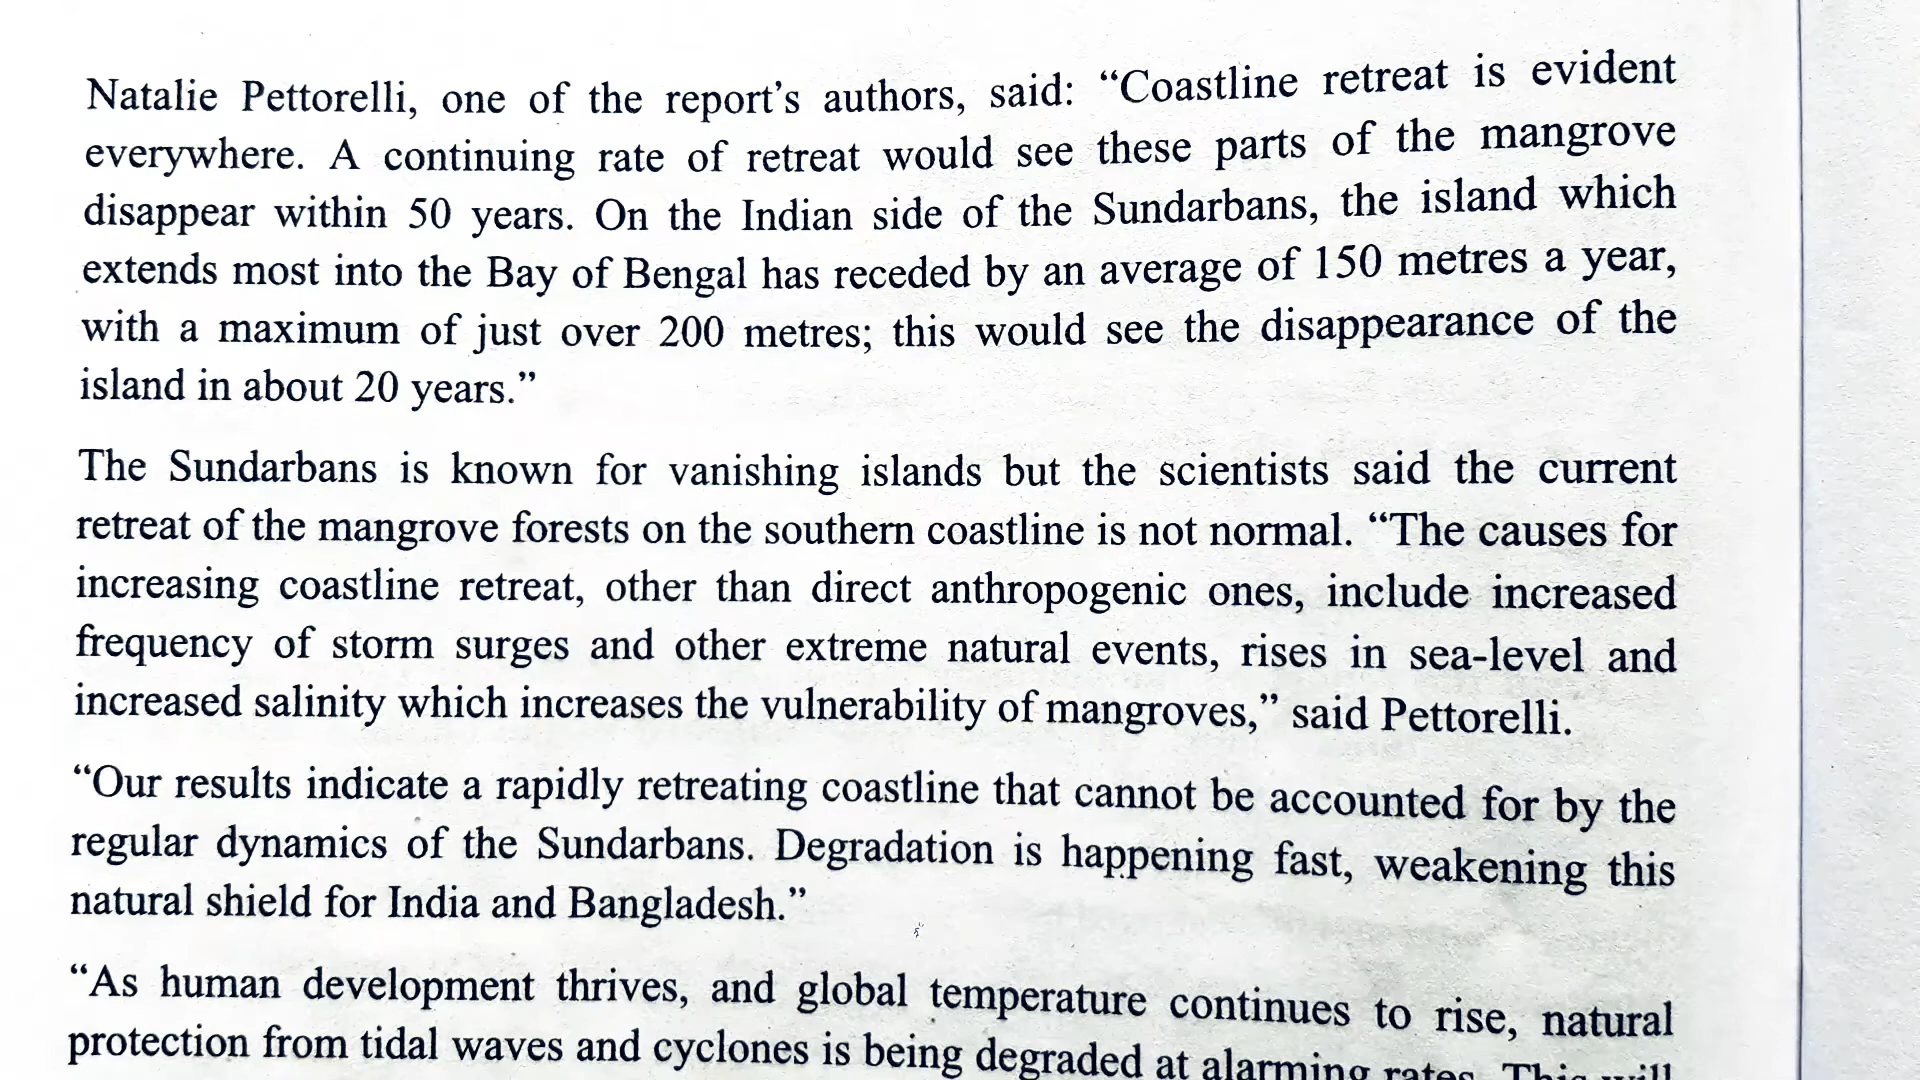 Natalie Pettorelli, one of the report’s authors, said: “Coastline retreat is evident
everywhere. A continuing rate of retreat would see these parts of the mangrove
disappear within 50 years. On the Indian side of the Sundarbans, the island which
extends most into the Bay of Bengal has receded by an average of 150 metres a year,
with a maximum of just over 200 metres; this would see the disappearance of the
island in about 20 years.”
The Sundarbans is known for vanishing islands but the scientists said the current
retreat of the mangrove forests on the southern coastline is not normal. “The causes for
increasing coastline retreat, other than direct anthropogenic ones, include increased
frequency of storm surges and other extreme natural events, rises in sea-level and
increased salinity which increases the vulnerability of mangroves,” said Pettorelli.
“Our results indicate a rapidly retreating coastline that cannot be accounted for by the
regular dynamics of the Sundarbans. Degradation is happening fast, weakening this
natural shield for India and Bangladesh.”
“As human development thrives, and global temperature continues to rise, natural
protection from tidal waves and cyclones is being degraded at alarming rates. This will